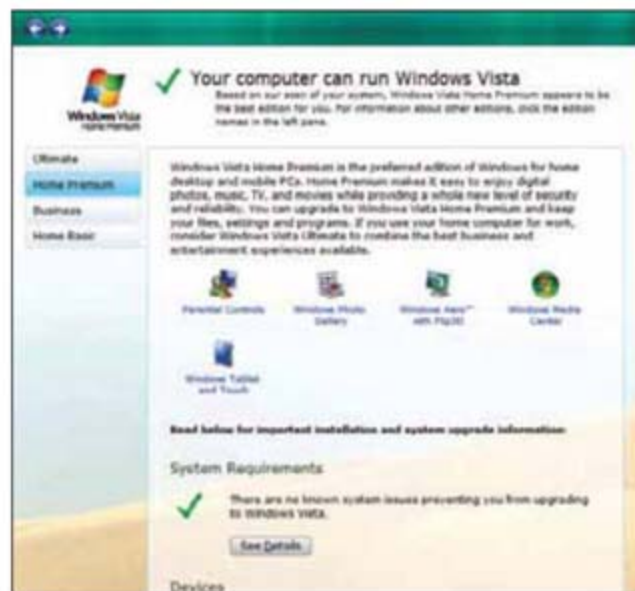 Your computer can run Windows Vista
Based on our scan of your system, Windows Vista Home Premium appears to be
the best edition for you. For information about other editions, click the edition
names in the left pane.
Windows Vista
Home Premium
Ultimate
Home Premium
Business
Home Basic
Windows Vista Home Premium is the preferred edition of Windows for home
desktop and mobile PCs. Home Premium makes it easy to enjoy digital
photos, music, TV, and movies while providing a whole new level of security
and reliability. You can upgrade to Windows Vista Home Premium and keep
your files, settings and programs. If you use your home computer for work,
consider Windows Vista Ultimate to combine the best business and
entertainment experiences available.
Parental Controls
Windows Photo
Gallery
Windows Aero™
with Flip3D
Windows Media
Center
Windows Tablet
and Touch
Read below for important installation and system upgrade information:
System Requirements
There are no known system issues preventing you from upgrading
to Windows Vista.
See Details
Devices